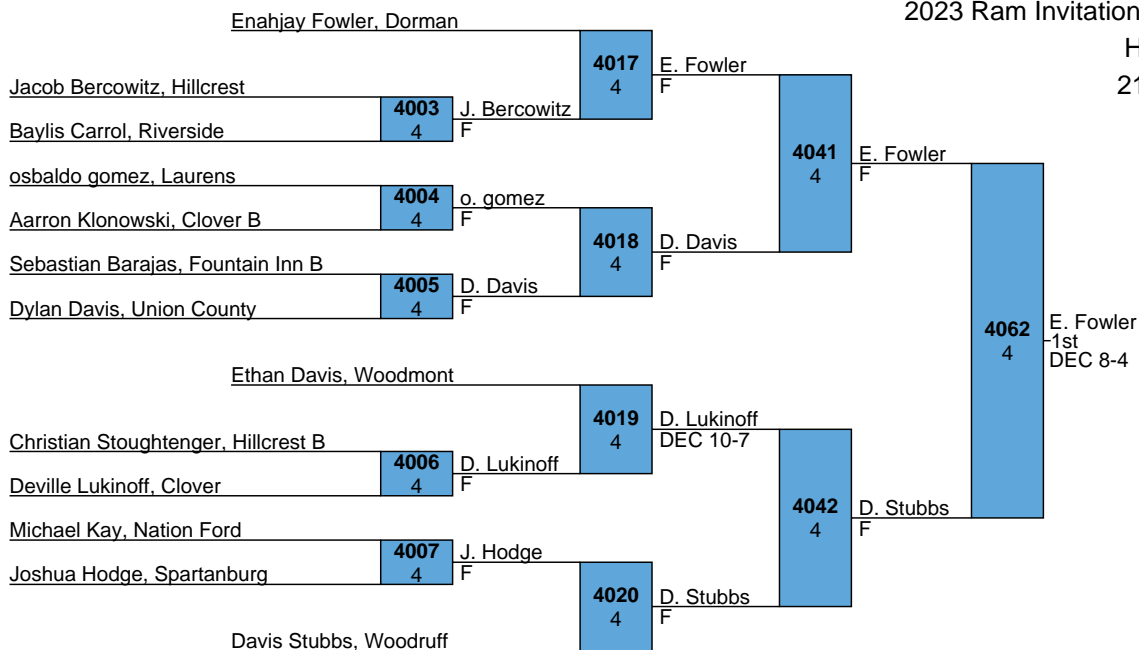 2023 Ram Invitation
H
21
Enahjay Fowler, Dorman
4017
4
E. Fowler
F
Jacob Bercowitz, Hillcrest
4003
4
J. Bercowitz
F
Baylis Carrol, Riverside
4041
4
E. Fowler
F
osbaldo gomez, Laurens
4004
4
o. gomez
F
Aarron Klonowski, Clover B
4018
4
D. Davis
F
Sebastian Barajas, Fountain Inn B
4005
4
D. Davis
F
Dylan Davis, Union County
4062
4
E. Fowler
1st
DEC 8-4
Ethan Davis, Woodmont
4019
4
D. Lukinoff
DEC 10-7
Christian Stoughtenger, Hillcrest B
4006
4
D. Lukinoff
F
Deville Lukinoff, Clover
4042
4
D. Stubbs
F
Michael Kay, Nation Ford
4007
4
J. Hodge
F
Joshua Hodge, Spartanburg
4020
4
D. Stubbs
F
Davis Stubbs, Woodruff